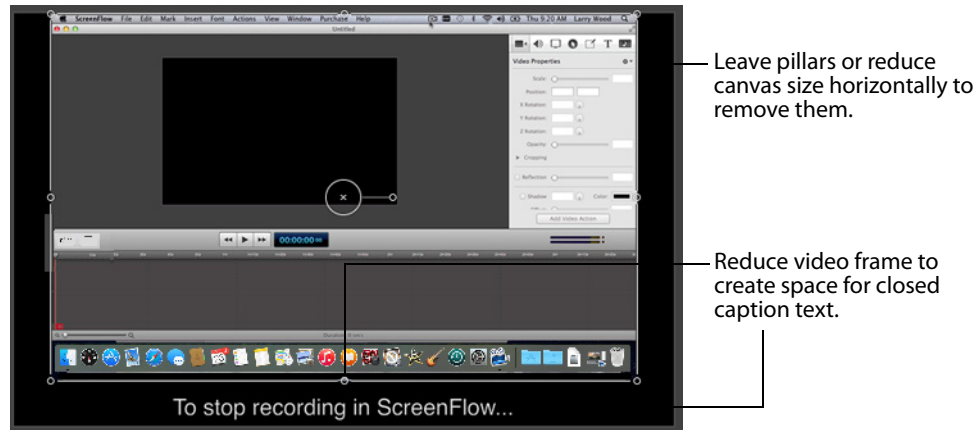 ScreenFlow File Edit Mark Insert Font Actions View Window Purchase Help Thu 9:20 AM Larry Wood
Untitled
Video Properties
Scale:
Position:
X Rotation:
Y Rotation:
Z Rotation:
Opacity:
Cropping
Reflection
Shadow Color:
Add Video Action
00:00:00
To stop recording in ScreenFlow...
Leave pillars or reduce
canvas size horizontally to
remove them.
Reduce video frame to
create space for closed
caption text.